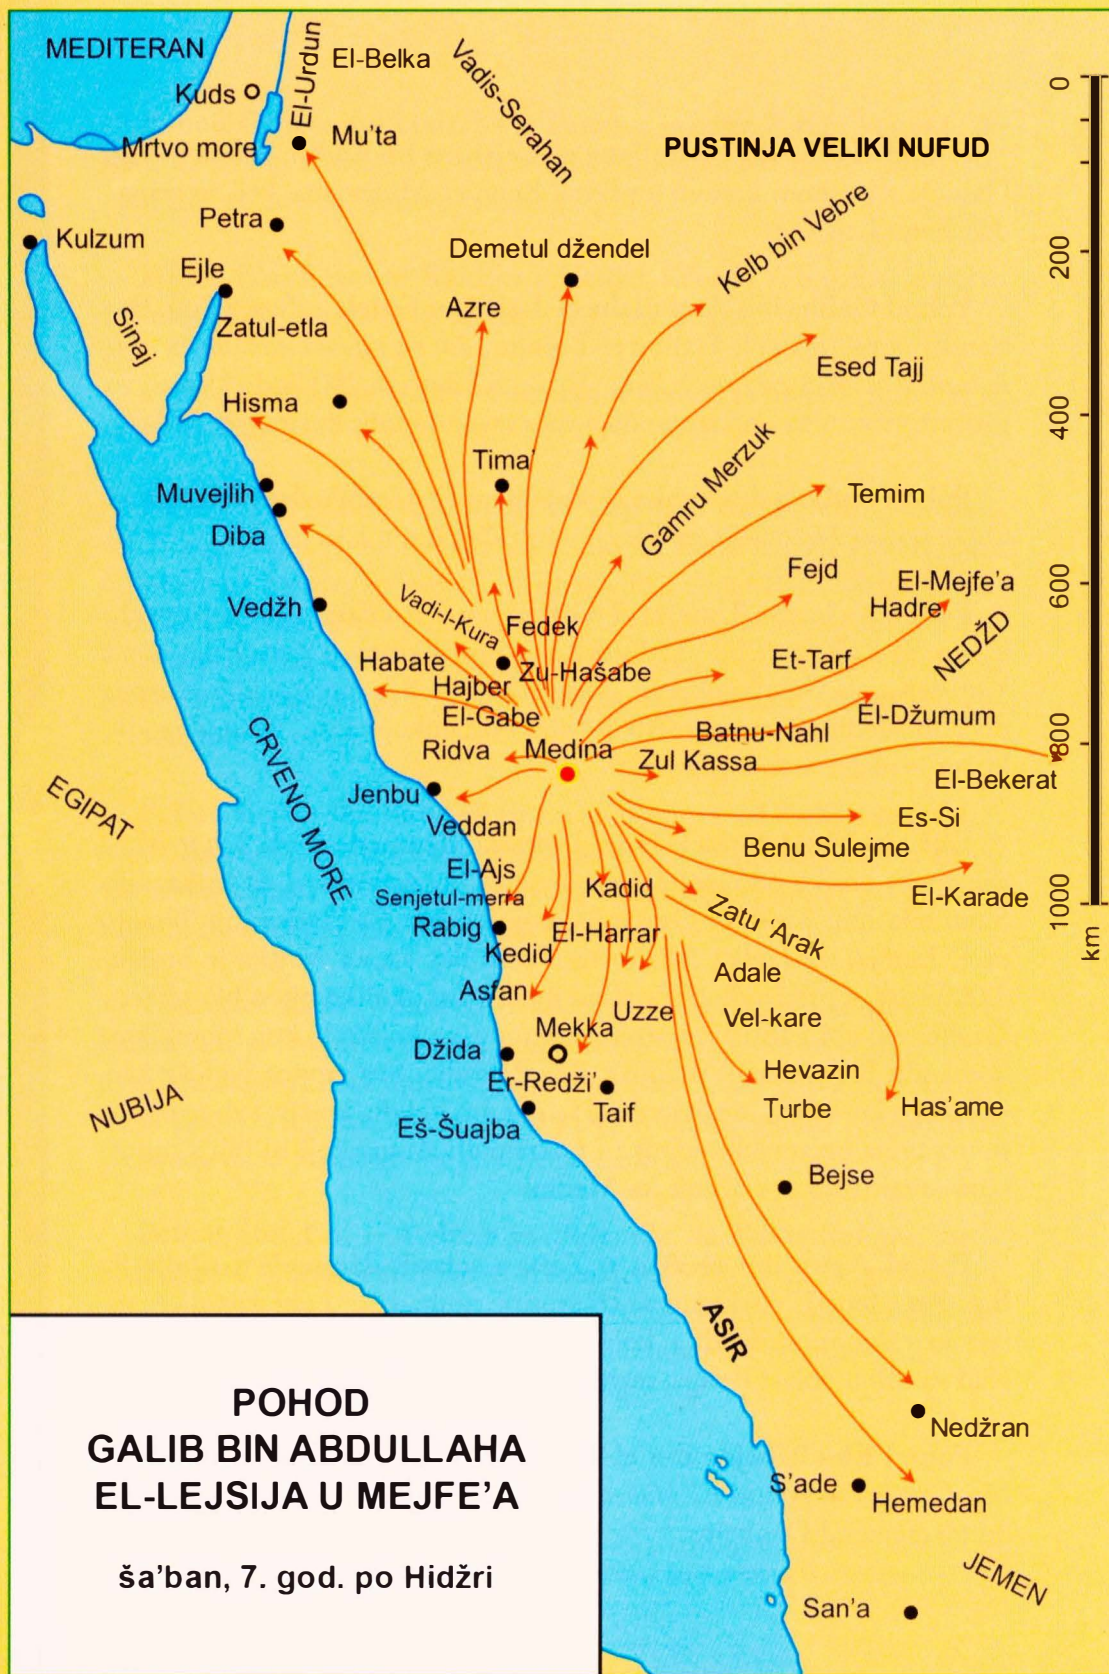 MEDITERAN
El-Urdun
El-Belka
Vadis-Serahan
Kuds
Mrtvo more
Mu'ta
PUSTINJA VELIKI NUFUD
0
Petra
Kulzum
Ejle
Demetul džendel
Kelb bin Vebre
200
Sinaj
Zatul-etla
Azre
Esed Tajj
Hisma
400
Tima'
Gamru Merzuk
Muvejlih
Diba
Temim
Fejd
El-Mejfe'a
Hadre
600
Vedžh
Vadi-l-Kura
Fedek
NEDŽD
Habate
Hajber
Zu-Hašabe
Et-Tarf
El-Gabe
El-Džumum
Batnu-Nahl
Ridva
Medina
Zul Kassa
800
CRVENO MORE
EGIPAT
Jenbu
El-Bekerat
Veddan
Es-Si
Benu Sulejme
El-Ajs
Senjetul-merra
Kadid
El-Karade
1000
km
Rabig
El-Harrar
Zatu 'Arak
Kedid
Adale
Asfan
Uzze
Vel-kare
Mekka
Džida
Er-Redži'
Hevazin
Taif
Turbe
Has'ame
NUBIJA
Eš-Šuajba
Bejse
ASIR
POHOD
GALIB BIN ABDULLAHA
EL-LEJSIJA U MEJFE'A
ša'ban, 7. god. po Hidžri
Nedžran
S'ade
Hemedan
JEMEN
San'a